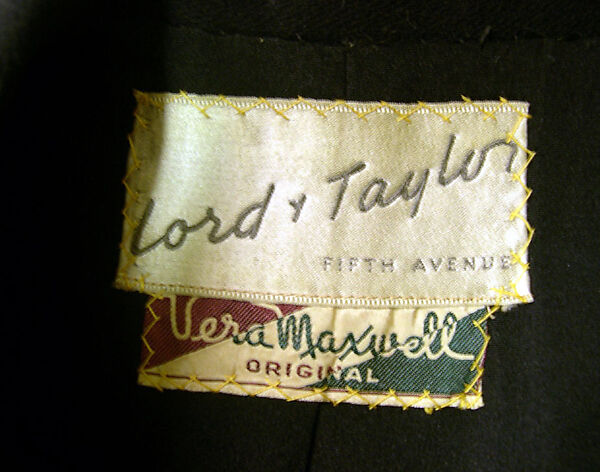 Lord & Taylor
FIFTH AVENUE
Vera Maxwell
ORIGINAL